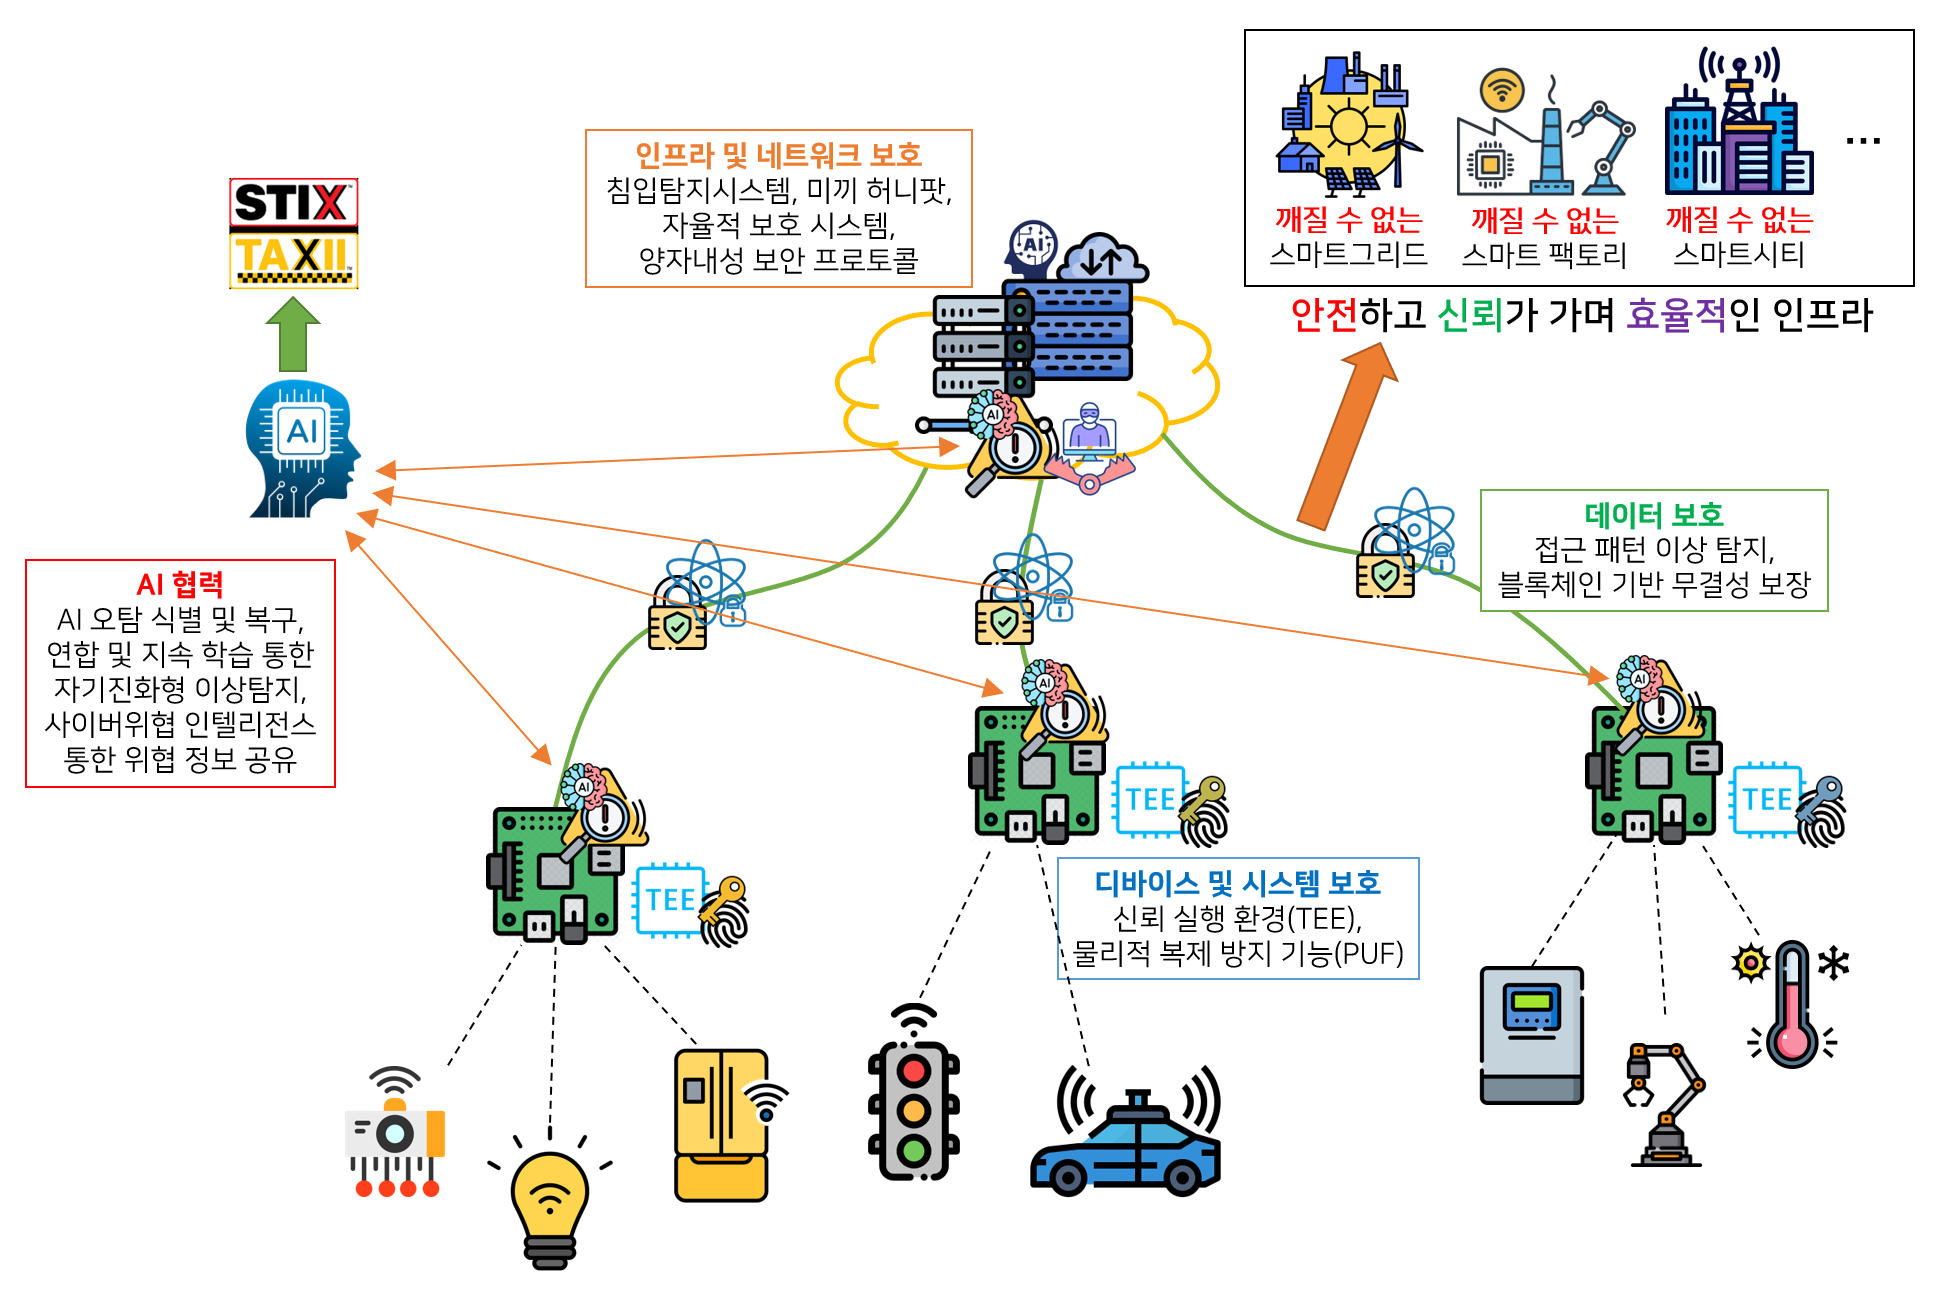 인프라 및 네트워크 보호
침입탐지시스템, 미끼 허니팟,
자율적 보호 시스템,
양자내성 보안 프로토콜
깨질 수 없는
스마트그리드
깨질 수 없는
스마트 팩토리
깨질 수 없는
스마트시티
...
안전하고 신뢰가 가며 효율적인 인프라
STIX
TAXII
AI
AI
AI
데이터 보호
접근 패턴 이상 탐지,
블록체인 기반 무결성 보장
AI 협력
AI 오탐 식별 및 복구,
연합 및 지속 학습 통한
자기진화형 이상탐지,
사이버위협 인텔리전스
통한 위협 정보 공유
AI
TEE
AI
TEE
AI
TEE
디바이스 및 시스템 보호
신뢰 실행 환경(TEE),
물리적 복제 방지 기능(PUF)